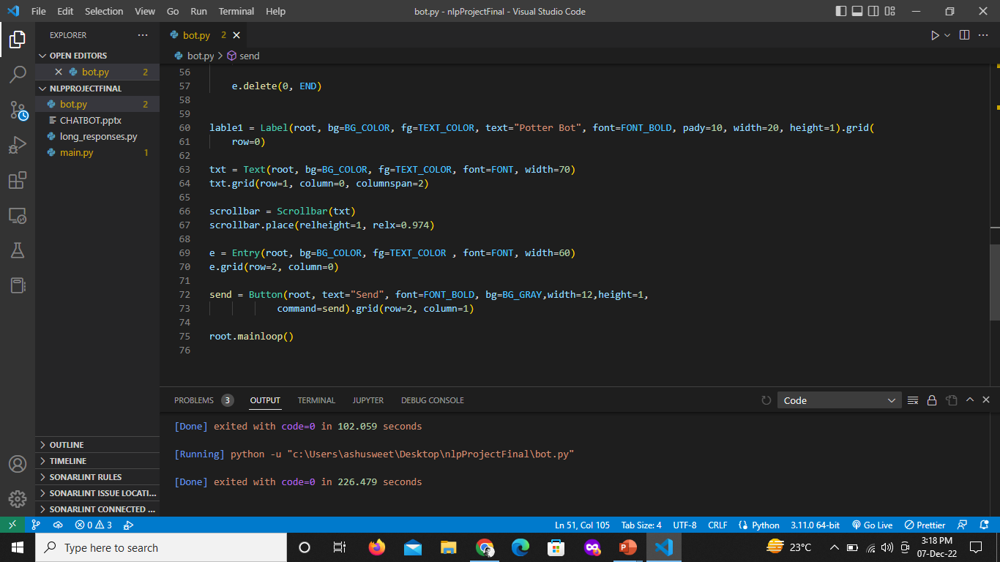 File Edit Selection View Go Run Terminal Help
bot.py - nlpProjectFinal - Visual Studio Code
EXPLORER
OPEN EDITORS
bot.py 2
NLPPROJECTFINAL
bot.py 2
CHATBOT.pptx
long_responses.py
main.py 1
OUTLINE
TIMELINE
SONARLINT RULES
SONARLINT ISSUE LOCATI...
SONARLINT CONNECTED ...
bot.py 2
bot.py > send
56
57 e.delete(0, END)
58
59
60 lable1 = Label(root, bg=BG_COLOR, fg=TEXT_COLOR, text="Potter Bot", font=FONT_BOLD, pady=10, width=20, height=1).grid(
61 row=0)
62
63 txt = Text(root, bg=BG_COLOR, fg=TEXT_COLOR, font=FONT, width=70)
64 txt.grid(row=1, column=0, columnspan=2)
65
66 scrollbar = Scrollbar(txt)
67 scrollbar.place(relheight=1, relx=0.974)
68
69 e = Entry(root, bg=BG_COLOR, fg=TEXT_COLOR , font=FONT, width=60)
70 e.grid(row=2, column=0)
71
72 send = Button(root, text="Send", font=FONT_BOLD, bg=BG_GRAY,width=12,height=1,
73 command=send).grid(row=2, column=1)
74
75 root.mainloop()
76
PROBLEMS 3 OUTPUT TERMINAL JUPYTER DEBUG CONSOLE
Code
[Done] exited with code=0 in 102.059 seconds
[Running] python -u "c:\Users\ashusweet\Desktop\nlpProjectFinal\bot.py"
[Done] exited with code=0 in 226.479 seconds
0 3
Ln 51, Col 105 Tab Size: 4 UTF-8 CRLF Python 3.11.0 64-bit Go Live Prettier
Type here to search
23°C
3:18 PM
07-Dec-22